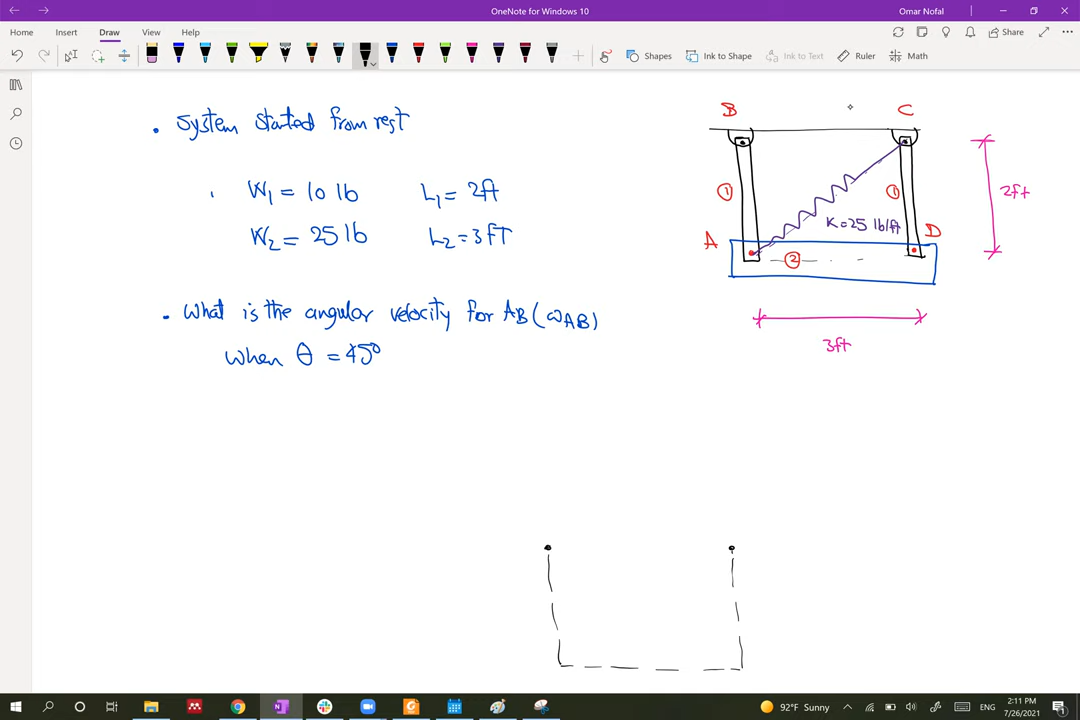 OneNote for Windows 10
Omar Nofal
Home Insert Draw View Help
Share
Shapes Ink to Shape Ink to Text Ruler Math
• System started from rest
W1 = 10 lb L1 = 2ft
W2 = 25 lb L2 = 3FT
• What is the angular velocity for AB (ωAB)
when θ = 45°
B C
① ①
2ft
K=25 lb/ft
A D
②
3ft
92°F Sunny
ENG
2:11 PM
7/26/2021
1